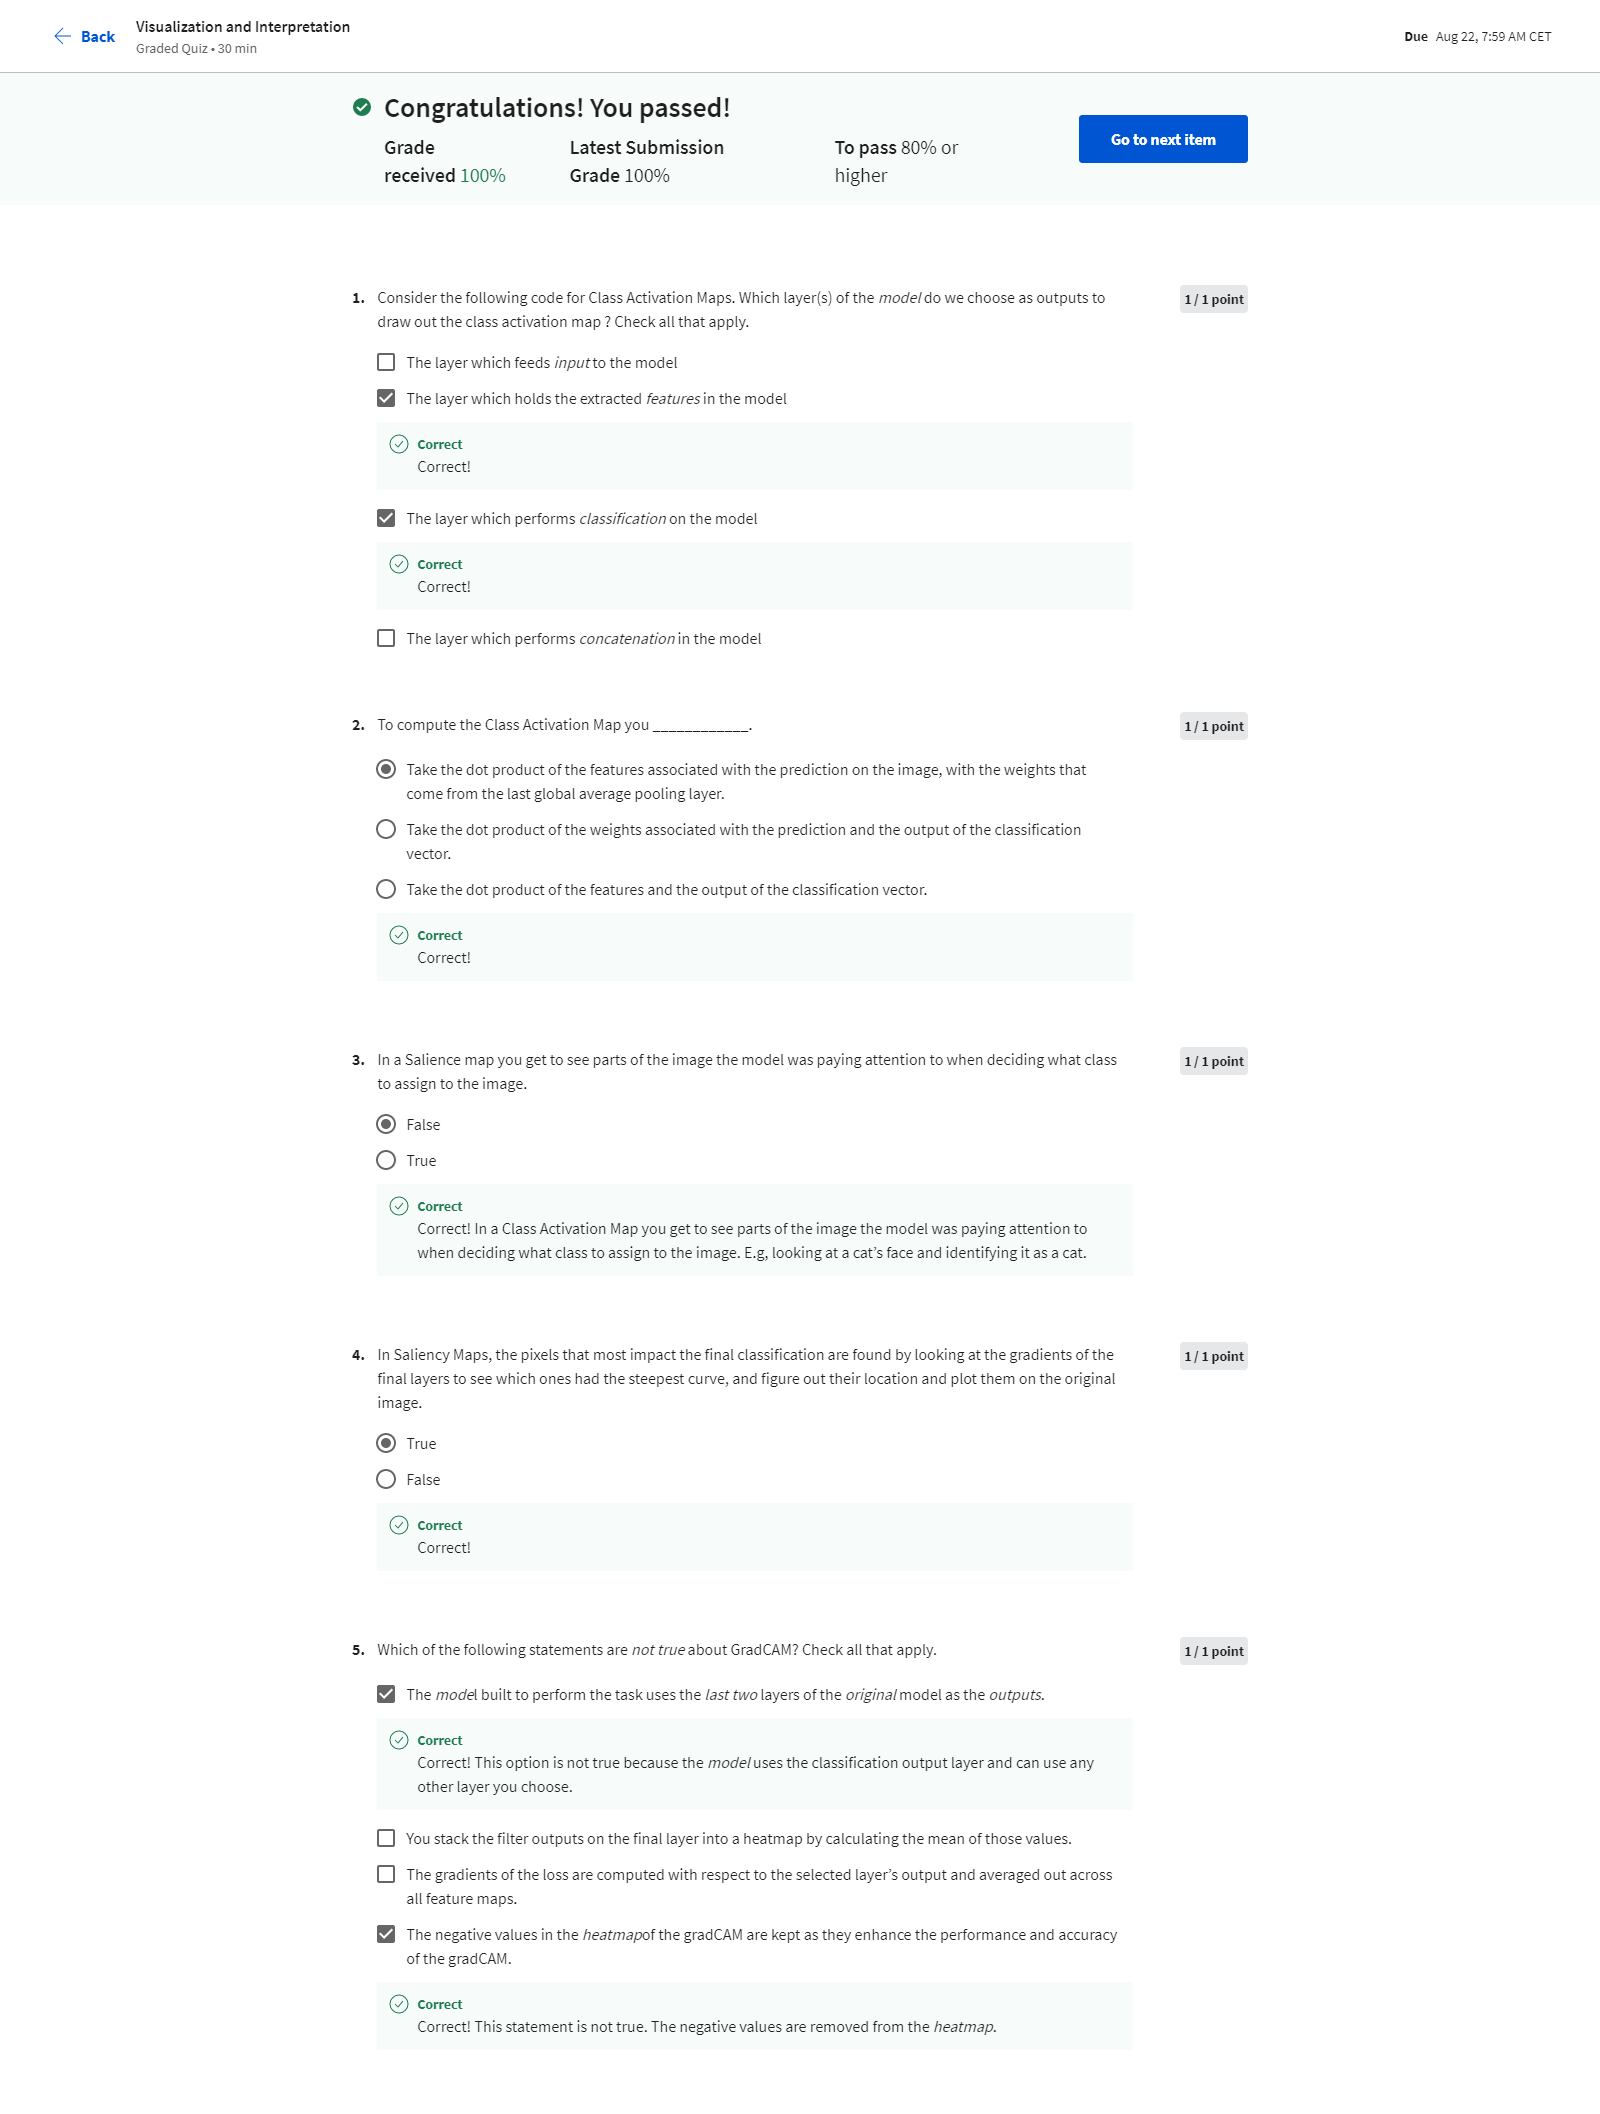 Back
Visualization and Interpretation
Graded Quiz • 30 min
Due Aug 22, 7:59 AM CET
Congratulations! You passed!
Grade
received 100%
Latest Submission
Grade 100%
To pass 80% or
higher
Go to next item
1. Consider the following code for Class Activation Maps. Which layer(s) of the model do we choose as outputs to
draw out the class activation map ? Check all that apply.
1 / 1 point
The layer which feeds input to the model
The layer which holds the extracted features in the model
Correct
Correct!
The layer which performs classification on the model
Correct
Correct!
The layer which performs concatenation in the model
2. To compute the Class Activation Map you ____________.
1 / 1 point
Take the dot product of the features associated with the prediction on the image, with the weights that
come from the last global average pooling layer.
Take the dot product of the weights associated with the prediction and the output of the classification
vector.
Take the dot product of the features and the output of the classification vector.
Correct
Correct!
3. In a Salience map you get to see parts of the image the model was paying attention to when deciding what class
to assign to the image.
1 / 1 point
False
True
Correct
Correct! In a Class Activation Map you get to see parts of the image the model was paying attention to
when deciding what class to assign to the image. E.g, looking at a cat’s face and identifying it as a cat.
4. In Saliency Maps, the pixels that most impact the final classification are found by looking at the gradients of the
final layers to see which ones had the steepest curve, and figure out their location and plot them on the original
image.
1 / 1 point
True
False
Correct
Correct!
5. Which of the following statements are not true about GradCAM? Check all that apply.
1 / 1 point
The model built to perform the task uses the last two layers of the original model as the outputs.
Correct
Correct! This option is not true because the model uses the classification output layer and can use any
other layer you choose.
You stack the filter outputs on the final layer into a heatmap by calculating the mean of those values.
The gradients of the loss are computed with respect to the selected layer’s output and averaged out across
all feature maps.
The negative values in the heatmapof the gradCAM are kept as they enhance the performance and accuracy
of the gradCAM.
Correct
Correct! This statement is not true. The negative values are removed from the heatmap.